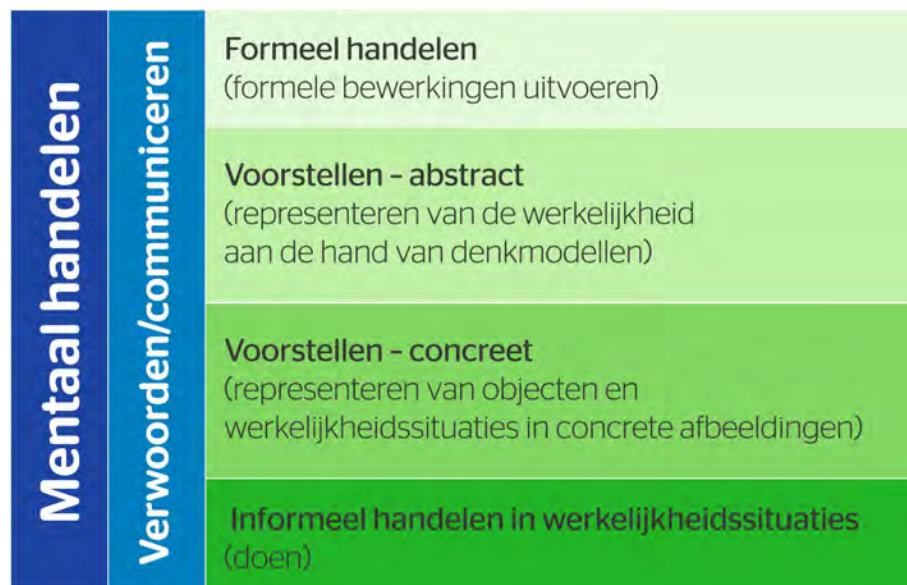 Mentaal handelen
Verwoorden/communiceren
Formeel handelen
(formele bewerkingen uitvoeren)
Voorstellen – abstract
(representeren van de werkelijkheid
aan de hand van denkmodellen)
Voorstellen – concreet
(representeren van objecten en
werkelijkheidssituaties in concrete afbeeldingen)
Informeel handelen in werkelijkheidssituaties
(doen)